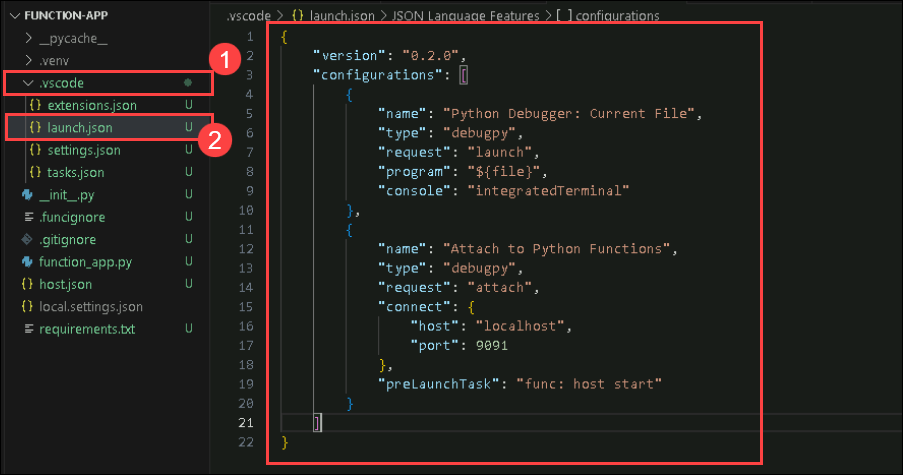 FUNCTION-APP
__pycache__
.venv
.vscode
1
extensions.json U
launch.json U
2
settings.json U
tasks.json U
__init__.py U
.funcignore U
.gitignore U
function_app.py U
host.json U
local.settings.json
requirements.txt U
.vscode > {} launch.json > JSON Language Features > [ ] configurations
1 {
2 "version": "0.2.0",
3 "configurations": [
4 {
5 "name": "Python Debugger: Current File",
6 "type": "debugpy",
7 "request": "launch",
8 "program": "${file}",
9 "console": "integratedTerminal"
10 },
11 {
12 "name": "Attach to Python Functions",
13 "type": "debugpy",
14 "request": "attach",
15 "connect": {
16 "host": "localhost",
17 "port": 9091
18 },
19 "preLaunchTask": "func: host start"
20 }
21 ]
22 }